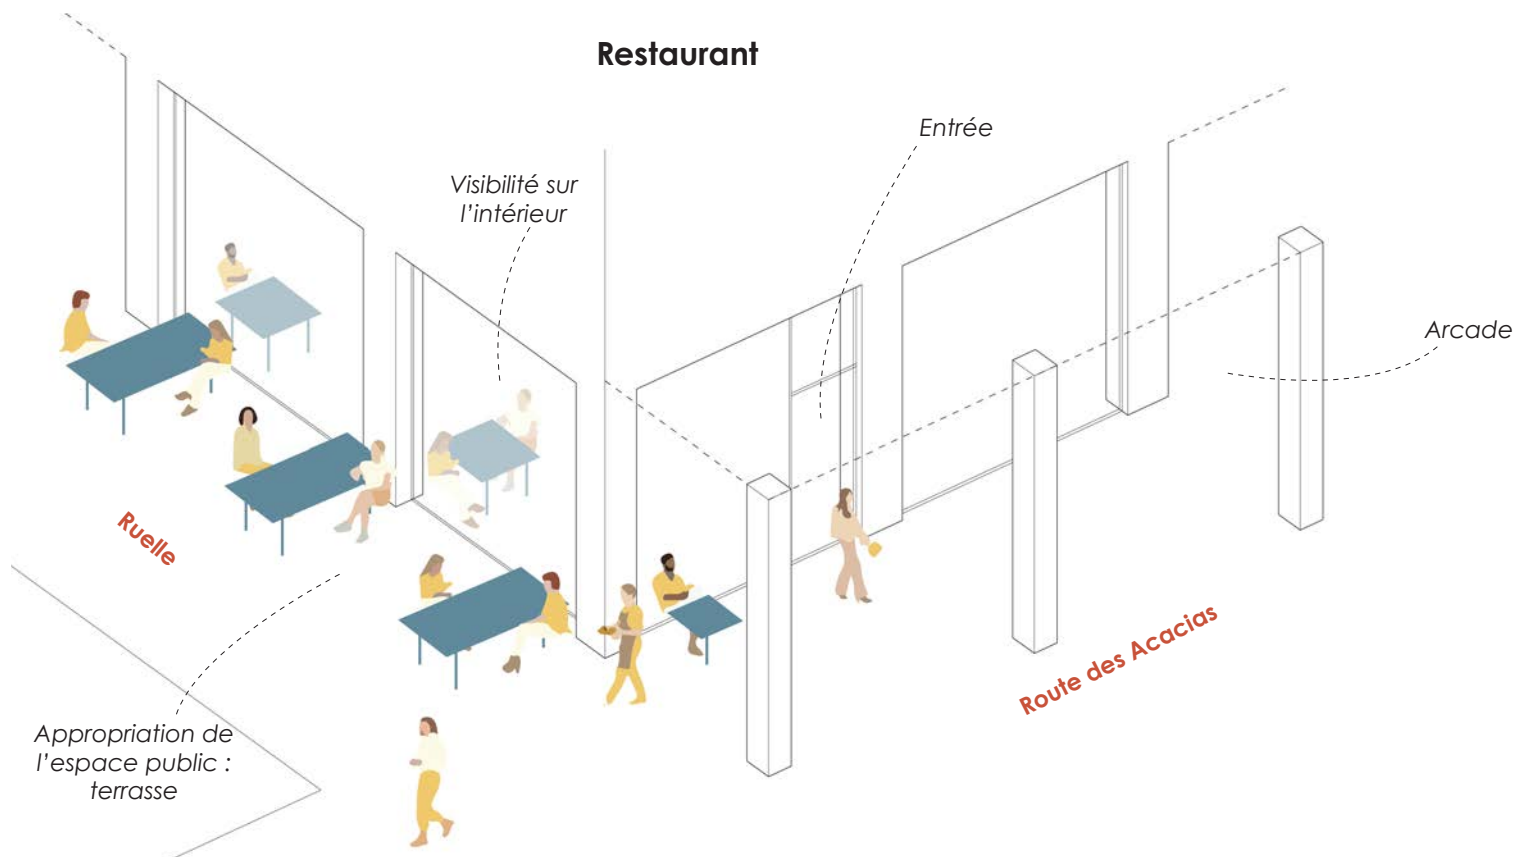 Restaurant
Entrée
Visibilité sur
l'intérieur
Arcade
Ruelle
Route des Acacias
Appropriation de
l'espace public :
terrasse